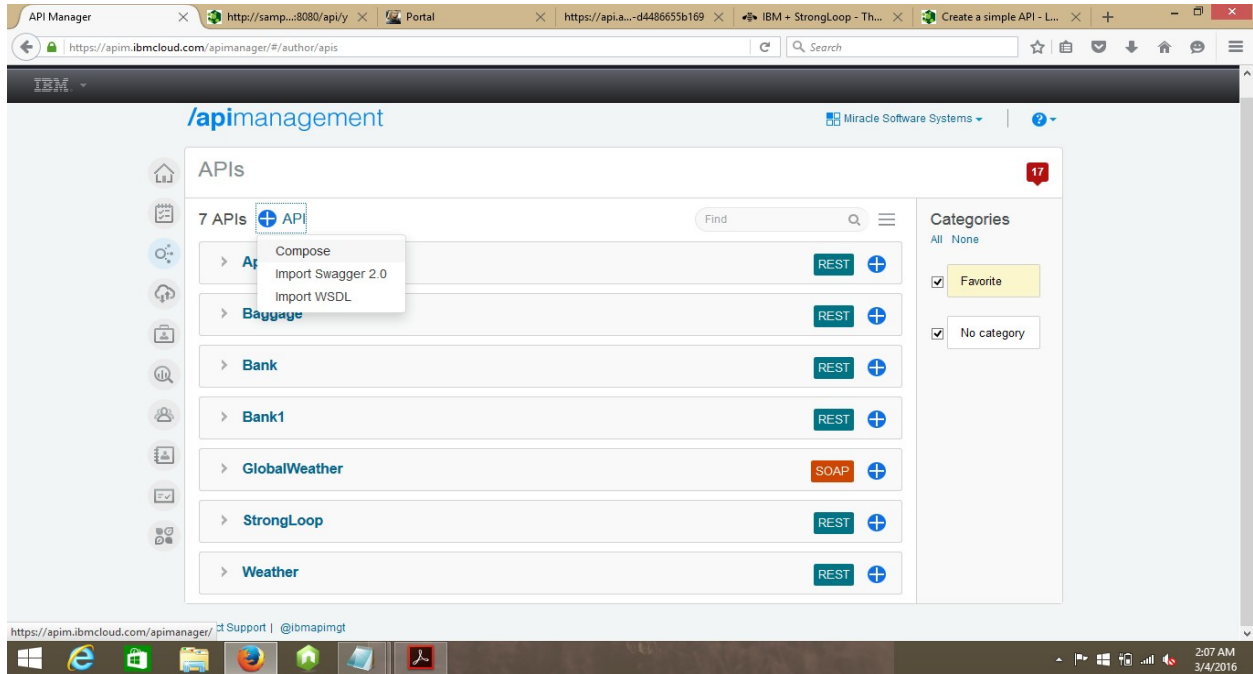 API Manager
http://samp...:8080/api/y
Portal
https://api.a...-d4486655b169
IBM + StrongLoop - Th...
Create a simple API - L...
https://apim.ibmcloud.com/apimanager/#/author/apis
Search
IBM
/apimanagement
Miracle Software Systems
?
APIs
17
7 APIs
API
Find
Categories
All None
Compose
Import Swagger 2.0
Import WSDL
REST
Favorite
Baggage
REST
No category
Bank
REST
Bank1
REST
GlobalWeather
SOAP
StrongLoop
REST
Weather
REST
https://apim.ibmcloud.com/apimanager/
ct Support | @ibmapimgt
2:07 AM
3/4/2016